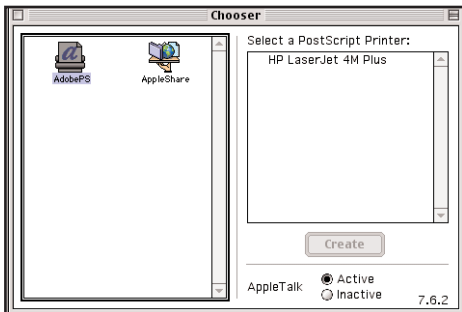 Chooser
AdobePS
AppleShare
Select a PostScript Printer:
HP LaserJet 4M Plus
Create
AppleTalk
Active
Inactive
7.6.2